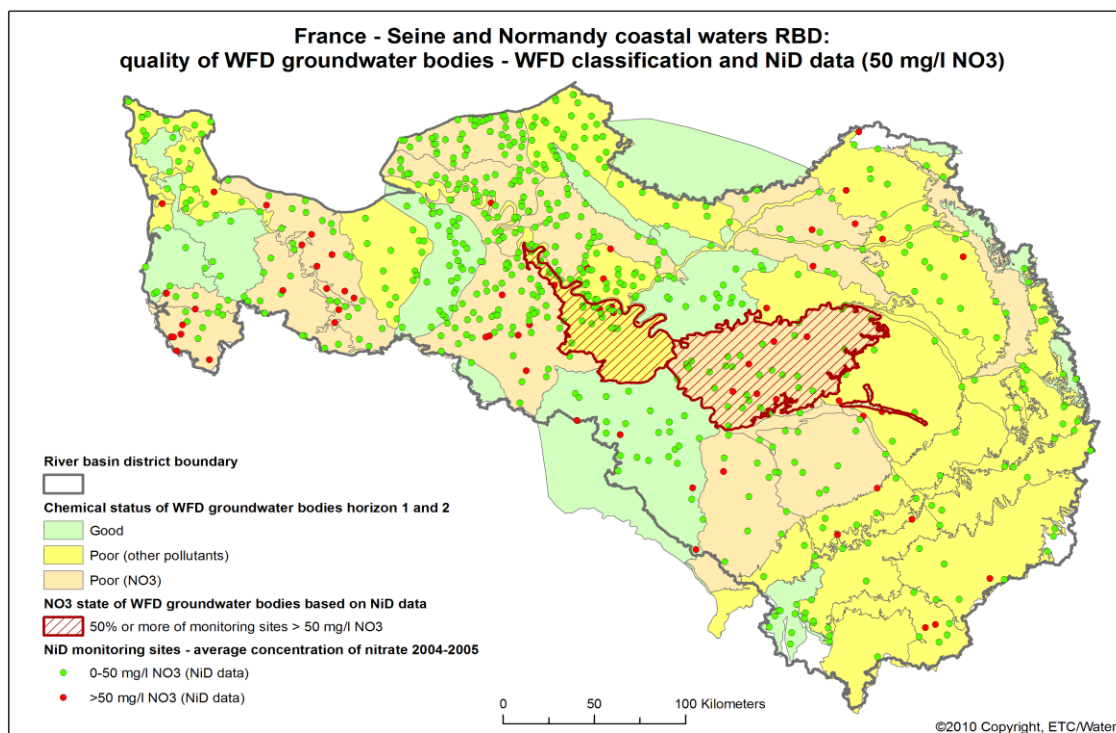 France - Seine and Normandy coastal waters RBD:
quality of WFD groundwater bodies - WFD classification and NiD data (50 mg/l NO3)
River basin district boundary
Chemical status of WFD groundwater bodies horizon 1 and 2
Good
Poor (other pollutants)
Poor (NO3)
NO3 state of WFD groundwater bodies based on NiD data
50% or more of monitoring sites > 50 mg/l NO3
NiD monitoring sites - average concentration of nitrate 2004-2005
0-50 mg/l NO3 (NiD data)
>50 mg/l NO3 (NiD data)
0 50 100 Kilometers
©2010 Copyright, ETC/Water